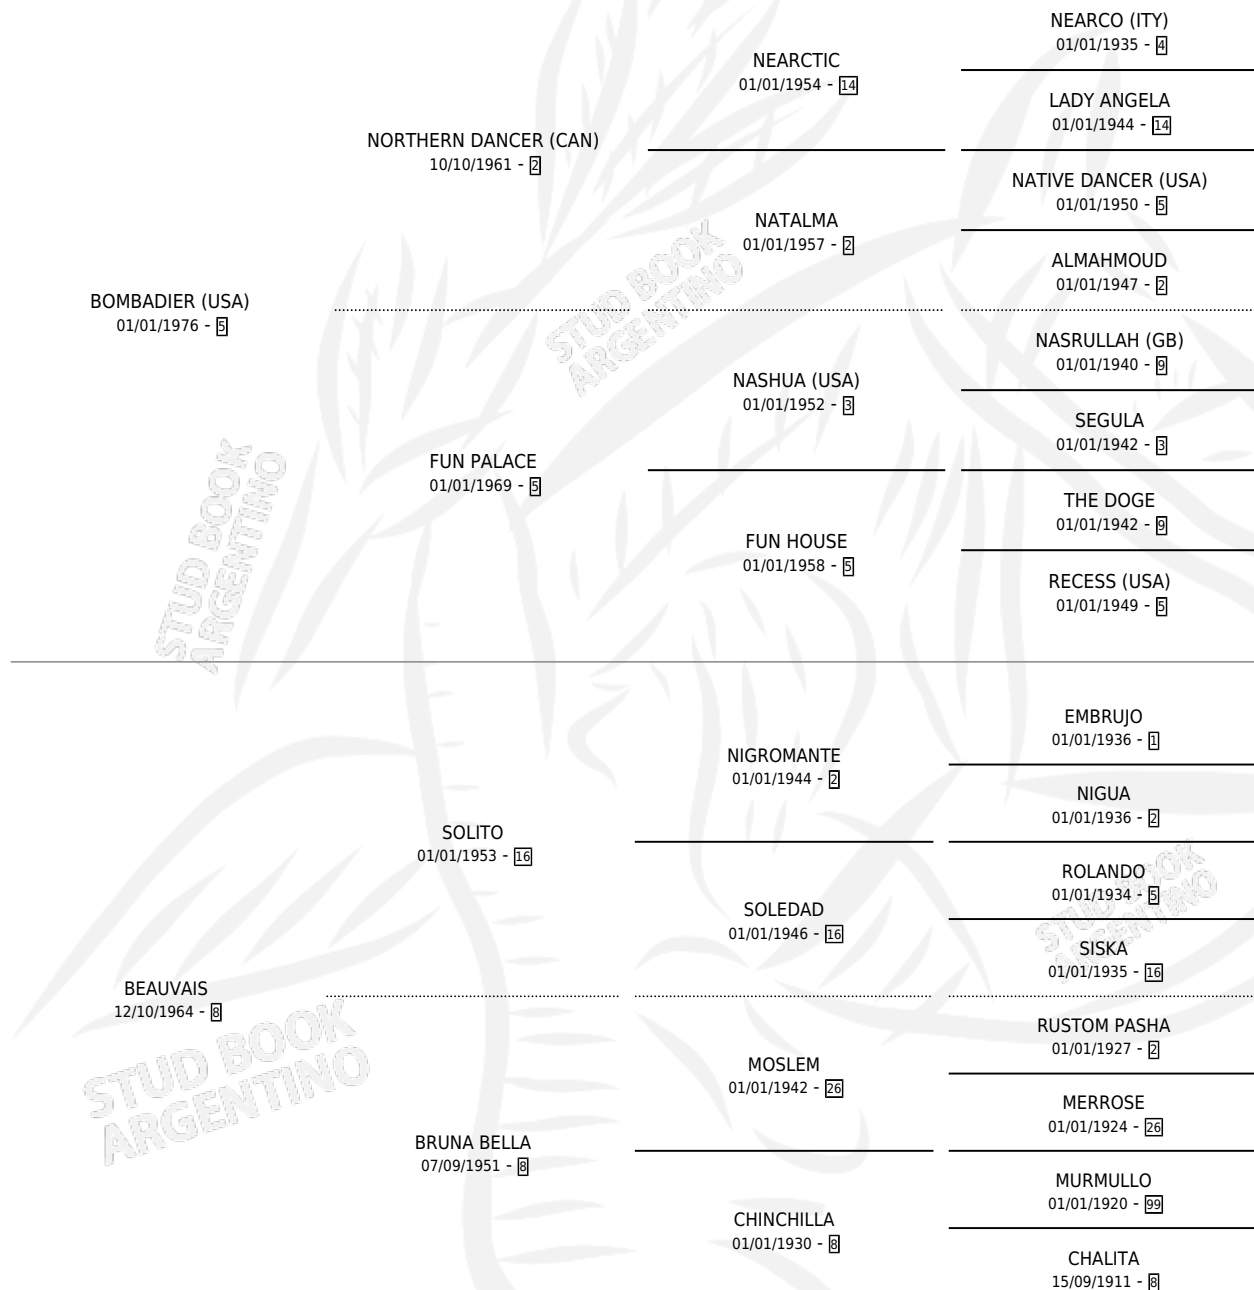 NEARCO (ITY)
01/01/1935 - 4
NEARCTIC
01/01/1954 - 14
LADY ANGELA
01/01/1944 - 14
NORTHERN DANCER (CAN)
10/10/1961 - 2
NATIVE DANCER (USA)
01/01/1950 - 5
NATALMA
01/01/1957 - 2
ALMAHMOUD
01/01/1947 - 2
BOMBADIER (USA)
01/01/1976 - 5
NASRULLAH (GB)
01/01/1940 - 9
NASHUA (USA)
01/01/1952 - 3
SEGULA
01/01/1942 - 3
FUN PALACE
01/01/1969 - 5
THE DOGE
01/01/1942 - 9
FUN HOUSE
01/01/1958 - 5
RECESS (USA)
01/01/1949 - 5
EMBRUJO
01/01/1936 - 1
NIGROMANTE
01/01/1944 - 2
NIGUA
01/01/1936 - 2
SOLITO
01/01/1953 - 16
ROLANDO
01/01/1934 - 5
SOLEDAD
01/01/1946 - 16
SISKA
01/01/1935 - 16
BEAUVAIS
12/10/1964 - 8
RUSTOM PASHA
01/01/1927 - 2
MOSLEM
01/01/1942 - 26
MERROSE
01/01/1924 - 26
BRUNA BELLA
07/09/1951 - 8
MURMULLO
01/01/1920 - 99
CHINCHILLA
01/01/1930 - 8
CHALITA
15/09/1911 - 8
STUD BOOK
ARGENTINO
STUD BOOK
ARGENTINO
STUD BOOK
ARGENTINO
STUD BOOK
ARGENTINO